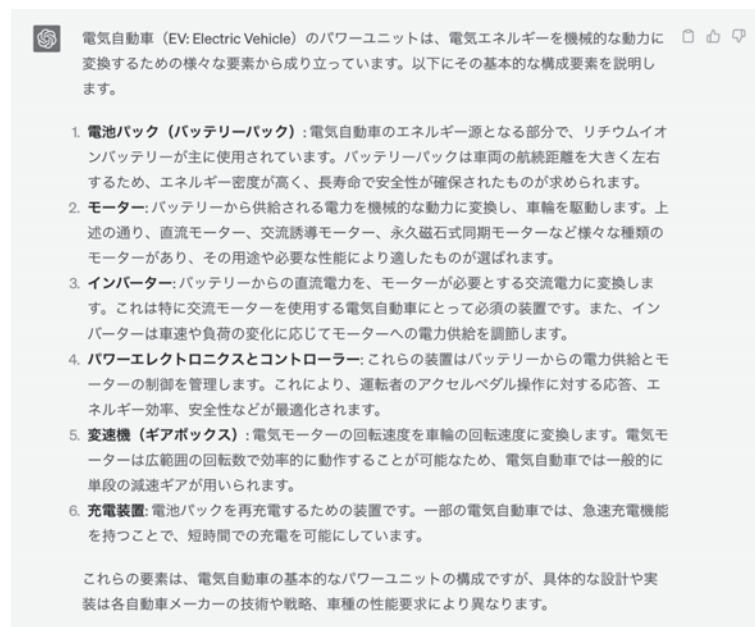 電気自動車（EV: Electric Vehicle）のパワーユニットは、電気エネルギーを機械的な動力に
変換するための様々な要素から成り立っています。以下にその基本的な構成要素を説明し
ます。
1. 電池パック（バッテリーパック）: 電気自動車のエネルギー源となる部分で、リチウムイオ
ンバッテリーが主に使用されています。バッテリーパックは車両の航続距離を大きく左右
するため、エネルギー密度が高く、長寿命で安全性が確保されたものが求められます。
2. モーター: バッテリーから供給される電力を機械的な動力に変換し、車輪を駆動します。上
述の通り、直流モーター、交流誘導モーター、永久磁石式同期モーターなど様々な種類の
モーターがあり、その用途や必要な性能により適したものが選ばれます。
3. インバーター: バッテリーからの直流電力を、モーターが必要とする交流電力に変換しま
す。これは特に交流モーターを使用する電気自動車にとって必須の装置です。また、イン
バーターは車速や負荷の変化に応じてモーターへの電力供給を調節します。
4. パワーエレクトロニクスとコントローラー: これらの装置はバッテリーからの電力供給とモ
ーターの制御を管理します。これにより、運転者のアクセルペダル操作に対する応答、エ
ネルギー効率、安全性などが最適化されます。
5. 変速機（ギアボックス）: 電気モーターの回転速度を車輪の回転速度に変換します。電気モ
ーターは広範囲の回転数で効率的に動作することが可能なため、電気自動車では一般的に
単段の減速ギアが用いられます。
6. 充電装置: 電池パックを再充電するための装置です。一部の電気自動車では、急速充電機能
を持つことで、短時間での充電を可能にしています。
これらの要素は、電気自動車の基本的なパワーユニットの構成ですが、具体的な設計や実
装は各自動車メーカーの技術や戦略、車種の性能要求により異なります。